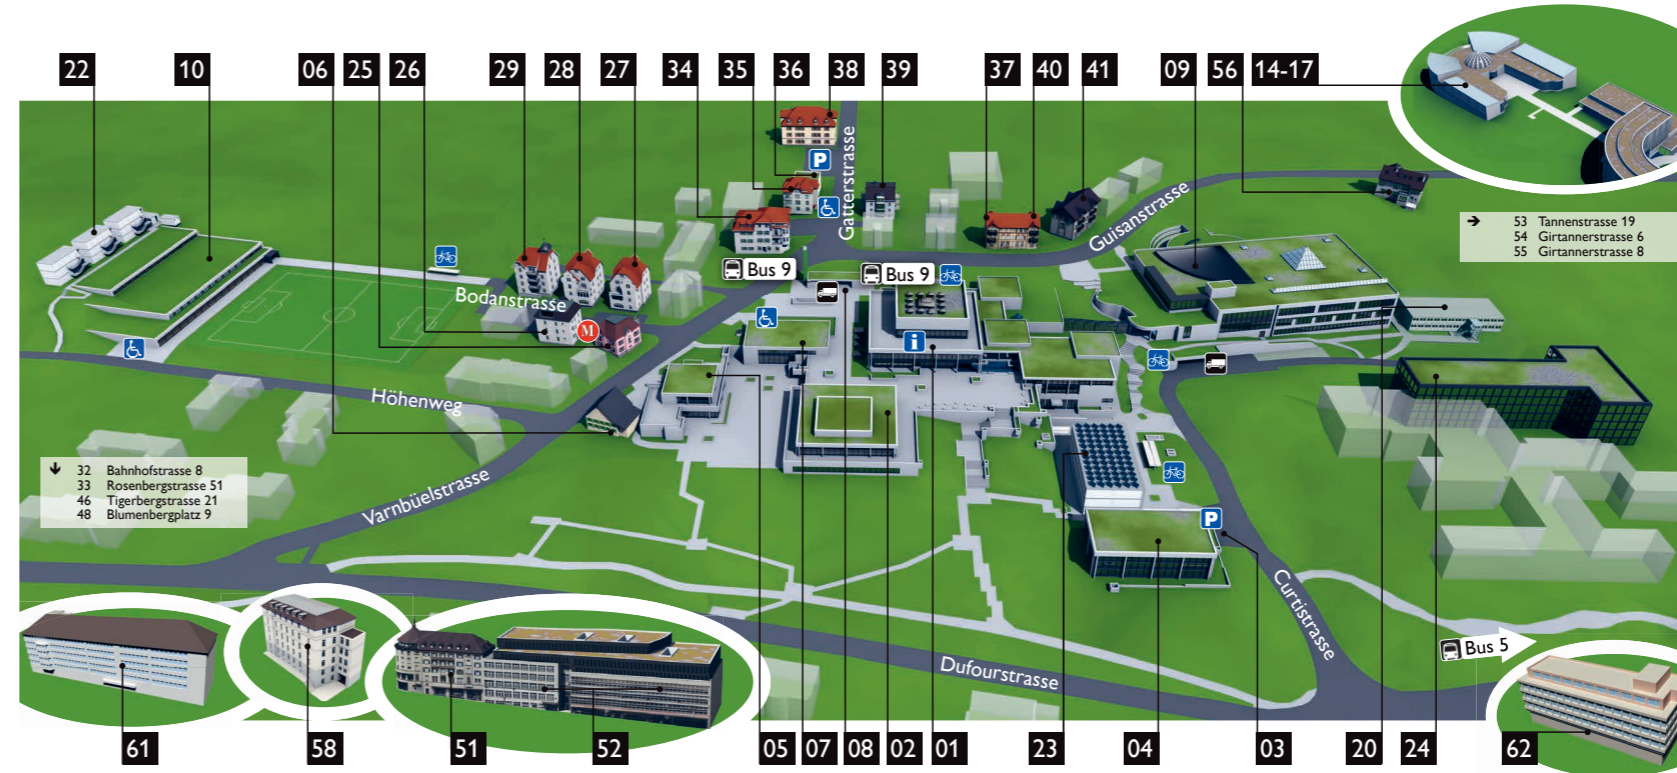 22 10 06 25 26 29 28 27 34 35 36 38 39 37 40 41 09 56 14-17
P
Gatterstrasse
Guisanstrasse
→ 53 Tannenstrasse 19
54 Girtannerstrasse 6
55 Girtannerstrasse 8
Bus 9
Bus 9
Bodanstrasse
M
i
Höhenweg
↓ 32 Bahnhofstrasse 8
33 Rosenbergstrasse 51
46 Tigerbergstrasse 21
48 Blumenbergplatz 9
Varnbüelstrasse
P
Curtistrasse
Dufourstrasse
Bus 5
61 58 51 52 05 07 08 02 01 23 04 03 20 24 62